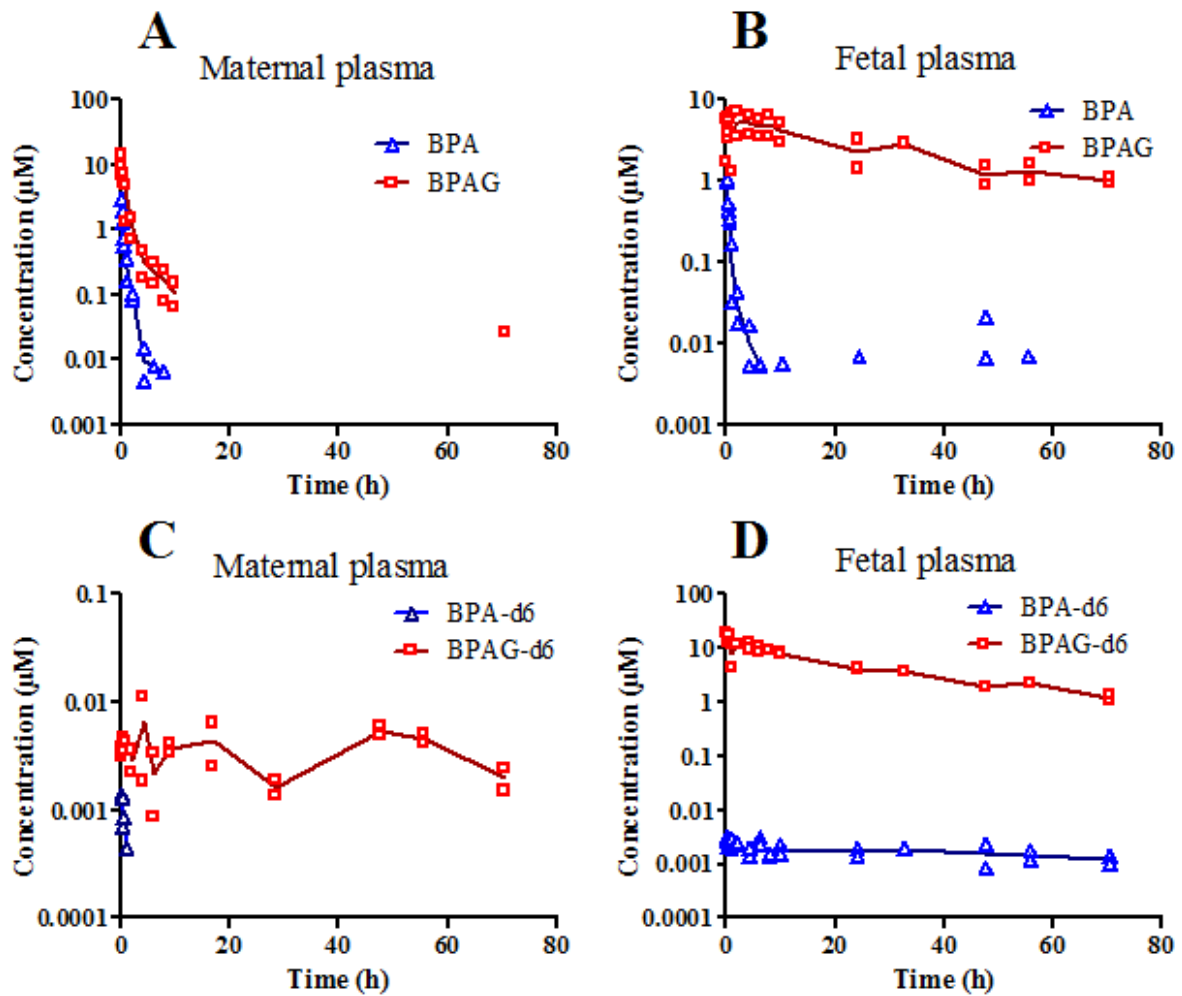 A
Maternal plasma
Concentration (µM)
100
10
1
0.1
0.01
0.001
BPA
BPAG
0 20 40 60 80
Time (h)
B
Fetal plasma
Concentration (µM)
10
1
0.1
0.01
0.001
BPA
BPAG
0 20 40 60 80
Time (h)
C
Maternal plasma
Concentration (µM)
0.1
0.01
0.001
0.0001
BPA-d6
BPAG-d6
0 20 40 60 80
Time (h)
D
Fetal plasma
Concentration (µM)
100
10
1
0.1
0.01
0.001
0.0001
BPA-d6
BPAG-d6
0 20 40 60 80
Time (h)